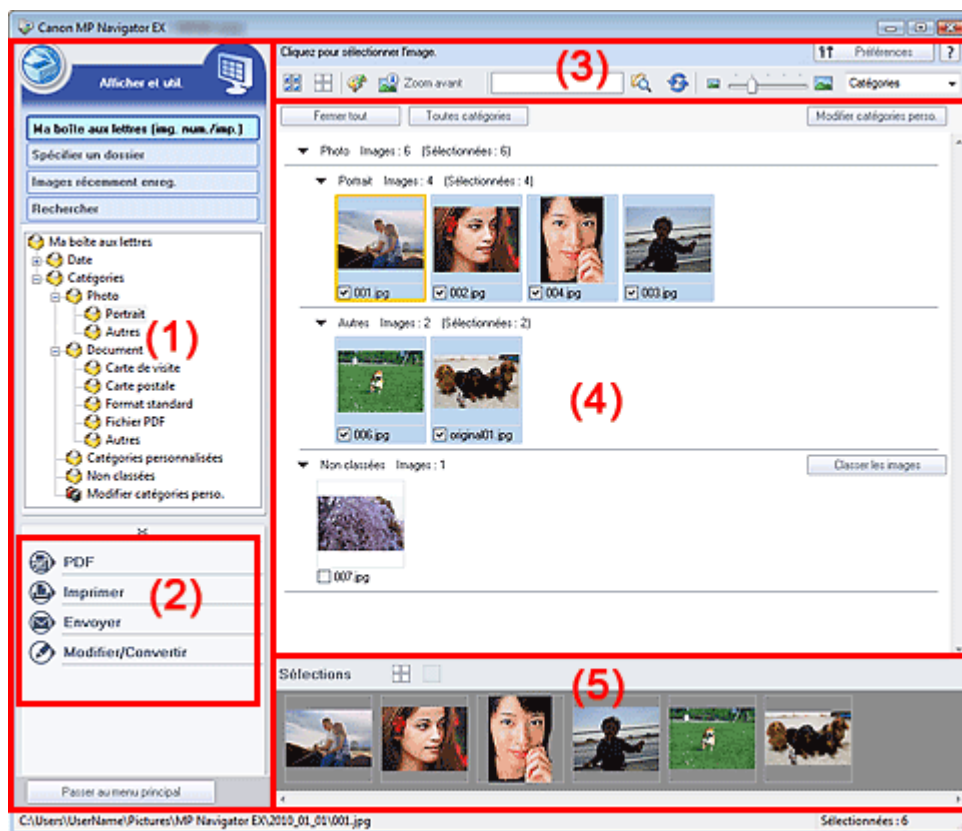 Canon MP Navigator EX
Afficher et util.
Ma boîte aux lettres (img. num./imp.)
Spécifier un dossier
Images récemment enreg.
Rechercher
Ma boîte aux lettres
Date
Catégories
Photo
Portrait
Autres
Document
Carte de visite
Carte postale
Format standard
Fichier PDF
Autres
Catégories personnalisées
Non classées
Modifier catégories perso.
(1)
PDF
Imprimer
Envoyer
Modifier/Convertir
(2)
Passer au menu principal
Cliquez pour sélectionner l'image.
(3)
Préférences
?
Zoom avant
Catégories
Fermer tout
Toutes catégories
Modifier catégories perso.
Photo Images : 6 (Sélectionnées : 6)
Portrait Images : 4 (Sélectionnées : 4)
001.jpg 002.jpg 004.jpg 003.jpg
Autres Images : 2 (Sélectionnées : 2)
006.jpg original01.jpg
(4)
Non classées Images : 1
Classer les images
007.jpg
Sélections
(5)
C:\Users\UserName\Pictures\MP Navigator EX\2010_01_01\001.jpg
Sélectionnées : 6